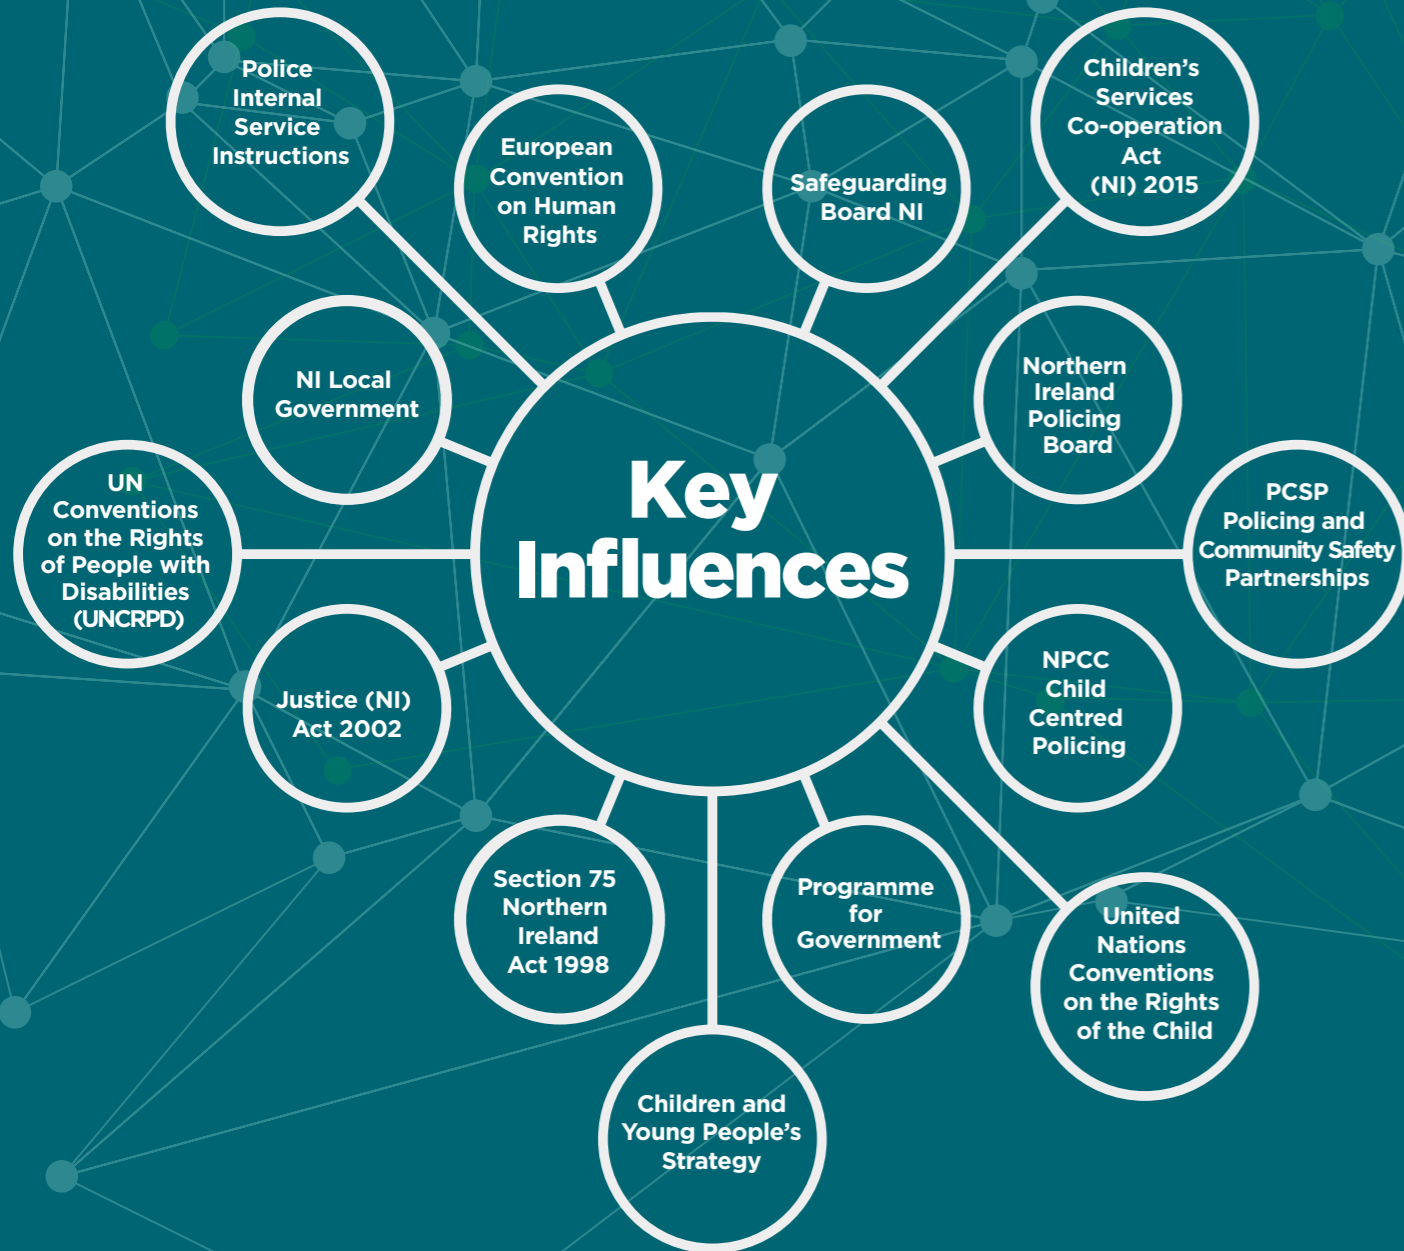 Police
Internal
Service
Instructions
European
Convention
on Human
Rights
Safeguarding
Board NI
Children's
Services
Co-operation
Act
(NI) 2015
NI Local
Government
Northern
Ireland
Policing
Board
Key
Influences
UN
Conventions
on the Rights
of People with
Disabilities
(UNCRPD)
PCSP
Policing and
Community Safety
Partnerships
Justice (NI)
Act 2002
NPCC
Child
Centred
Policing
Section 75
Northern
Ireland
Act 1998
Programme
for
Government
United
Nations
Conventions
on the Rights
of the Child
Children and
Young People's
Strategy